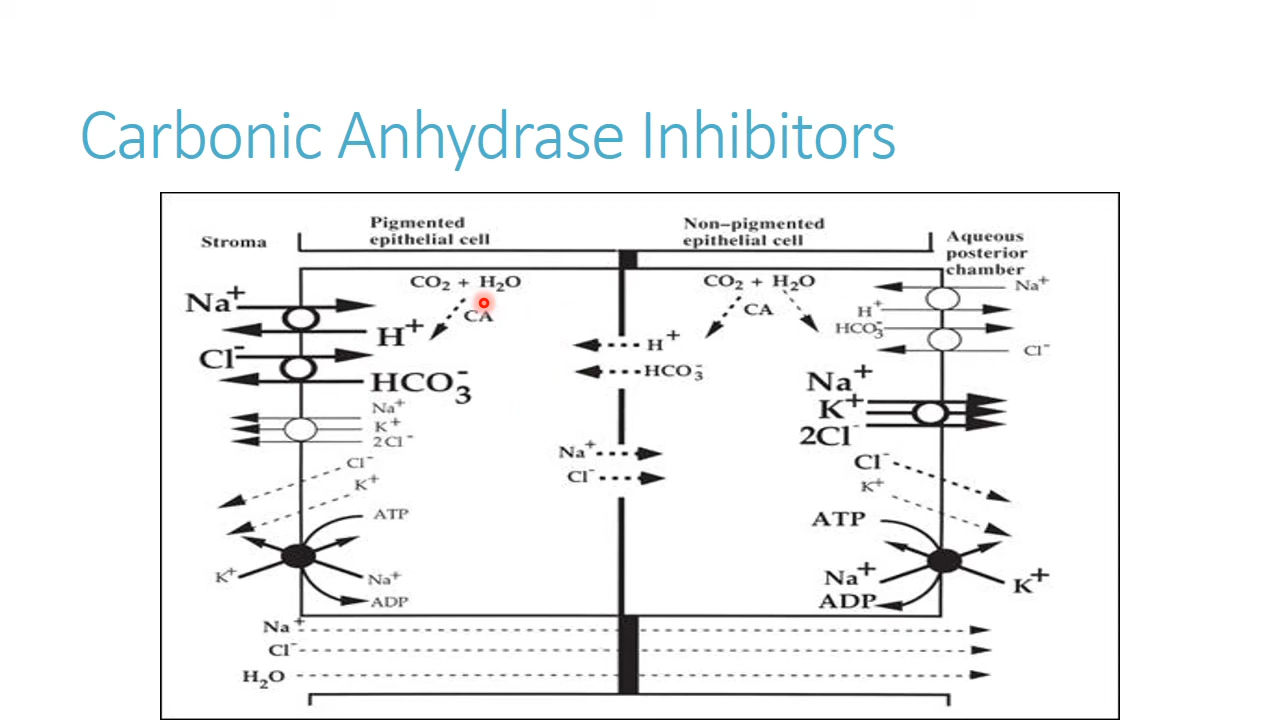 Carbonic Anhydrase Inhibitors
Stroma
Pigmented
epithelial cell
Non-pigmented
epithelial cell
Aqueous
posterior
chamber
CO₂ + H₂O
CA
Na⁺
H⁺
Cl⁻
HCO₃⁻
Na⁺
K⁺
2Cl⁻
Cl⁻
K⁺
ATP
K⁺
Na⁺
ADP
H⁺
HCO₃⁻
Na⁺
Cl⁻
CO₂ + H₂O
CA
Na⁺
H⁺
HCO₃⁻
Cl⁻
Na⁺
K⁺
2Cl⁻
Cl⁻
K⁺
ATP
Na⁺
K⁺
ADP
Na⁺
Cl⁻
H₂O